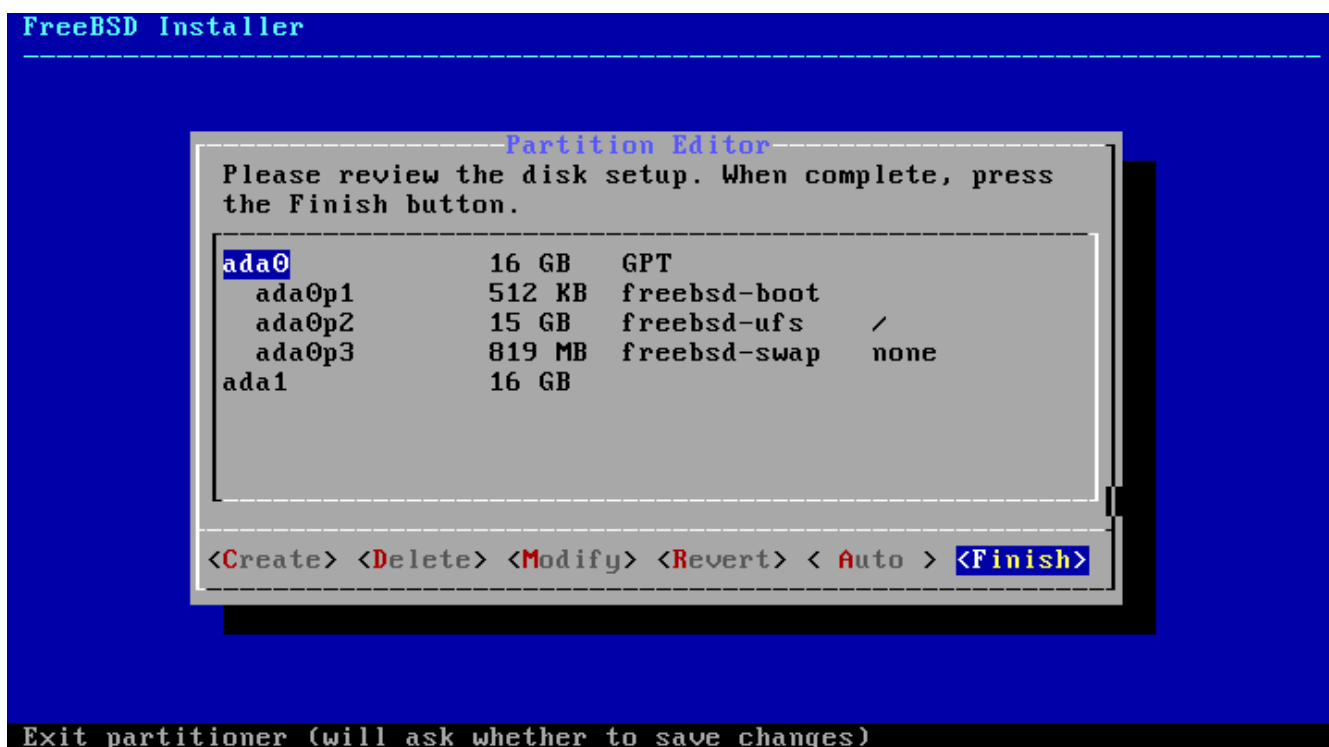 FreeBSD Installer
Partition Editor
Please review the disk setup. When complete, press
the Finish button.
ada0 16 GB GPT
ada0p1 512 KB freebsd-boot
ada0p2 15 GB freebsd-ufs /
ada0p3 819 MB freebsd-swap none
ada1 16 GB
<Create> <Delete> <Modify> <Revert> < Auto > <Finish>
Exit partitioner (will ask whether to save changes)